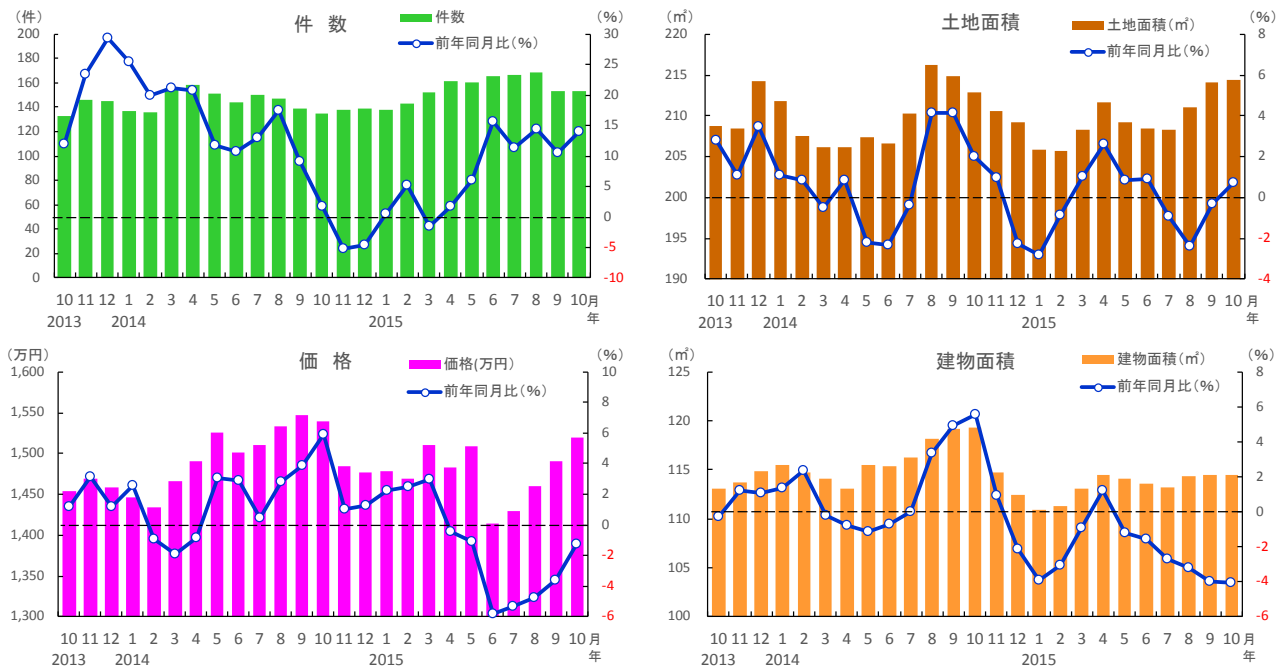 (件) 件 数 (%)
件数
前年同月比(%)
200 30
180 25
160 20
140 15
120 10
100 5
80 0
60 -5
40 -10
20
0
10 11 12 1 2 3 4 5 6 7 8 9 10 11 12 1 2 3 4 5 6 7 8 9 10 月
2013 2014 2015 年
(㎡) 土地面積 (%)
土地面積(㎡)
前年同月比(%)
220 8
215 6
210 4
205 2
200 0
195 -2
190 -4
10 11 12 1 2 3 4 5 6 7 8 9 10 11 12 1 2 3 4 5 6 7 8 9 10 月
2013 2014 2015 年
(万円) 価 格 (%)
価格(万円)
前年同月比(%)
1,600 10
1,550 8
1,500 6
1,450 4
1,400 2
1,350 0
1,300 -2
-4
-6
10 11 12 1 2 3 4 5 6 7 8 9 10 11 12 1 2 3 4 5 6 7 8 9 10 月
2013 2014 2015 年
(㎡) 建物面積 (%)
建物面積(㎡)
前年同月比(%)
125 8
120 6
115 4
110 2
105 0
100 -2
-4
-6
10 11 12 1 2 3 4 5 6 7 8 9 10 11 12 1 2 3 4 5 6 7 8 9 10 月
2013 2014 2015 年